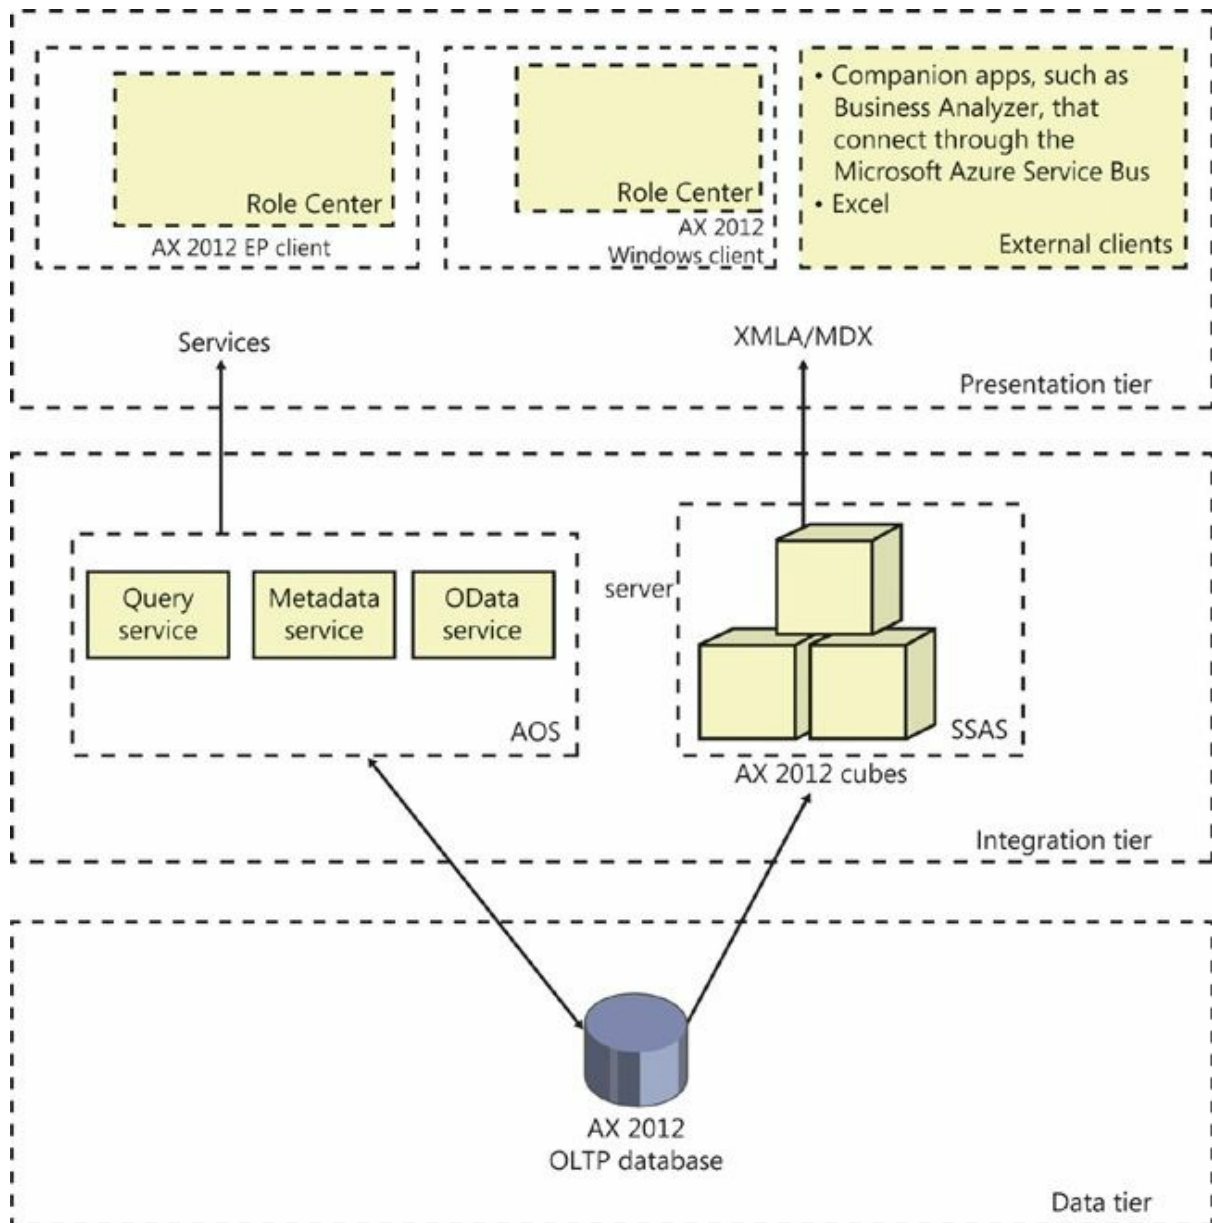 • Companion apps, such as
Business Analyzer, that
connect through the
Microsoft Azure Service Bus
• Excel
External clients
Role Center
AX 2012 EP client
Role Center
AX 2012
Windows client
Services
XMLA/MDX
Presentation tier
Query
service
Metadata
service
OData
service
AOS
server
SSAS
AX 2012 cubes
Integration tier
AX 2012
OLTP database
Data tier